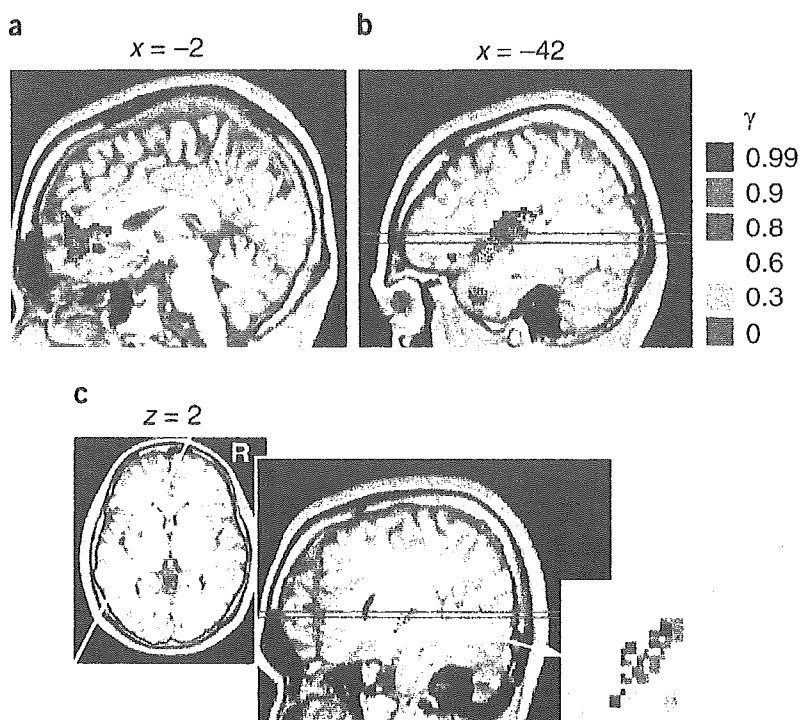 a
x = –2
b
x = –42
γ
0.99
0.9
0.8
0.6
0.3
0
c
z = 2
R